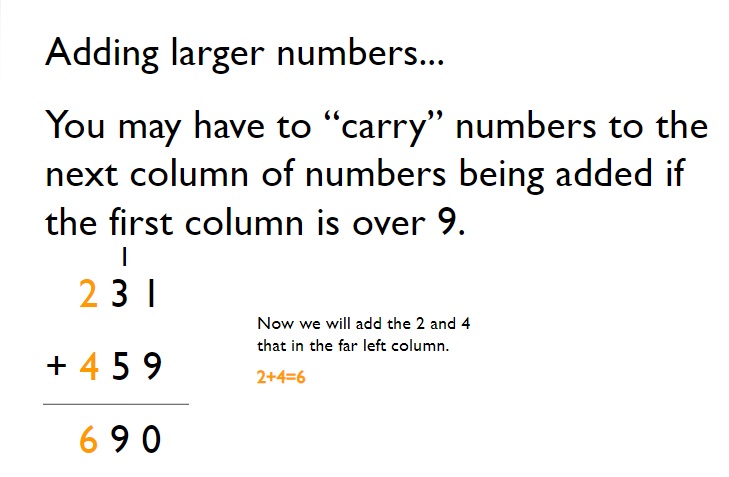 Adding larger numbers...
You may have to “carry” numbers to the
next column of numbers being added if
the first column is over 9.
1
2 3 1
Now we will add the 2 and 4
that in the far left column.
+ 4 5 9
2+4=6
6 9 0